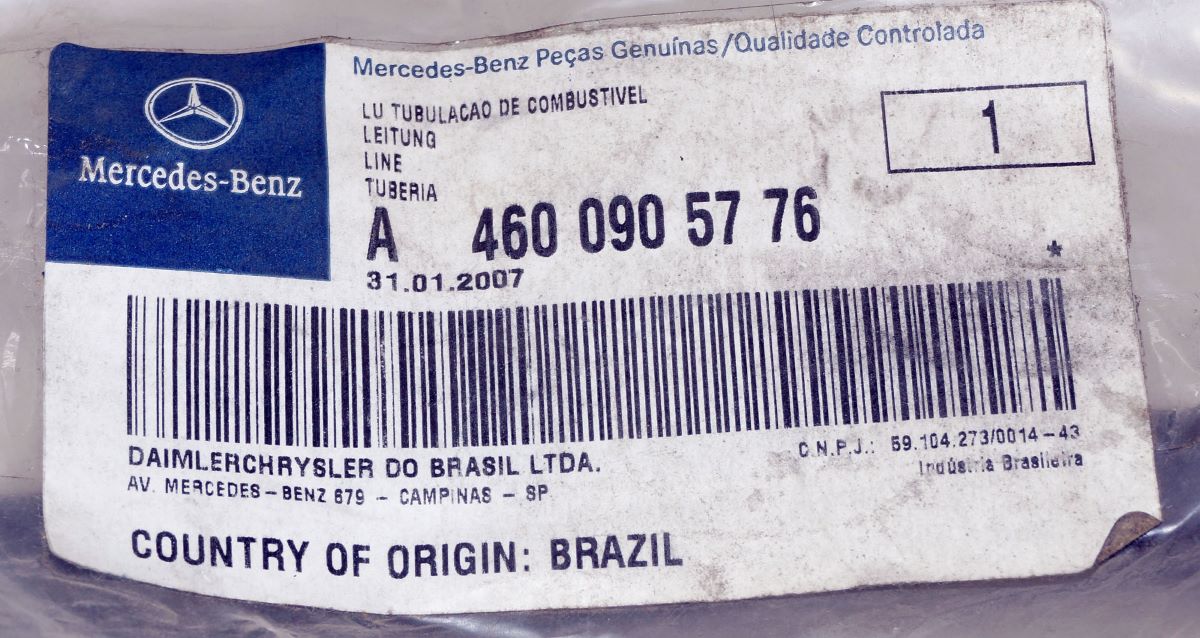 Mercedes-Benz
Mercedes-Benz Peças Genuínas/Qualidade Controlada
LU TUBULACAO DE COMBUSTIVEL
LEITUNG
LINE
TUBERIA
1
A 460 090 57 76
*
31.01.2007
DAIMLERCHRYSLER DO BRASIL LTDA.
AV. MERCEDES-BENZ 679 - CAMPINAS - SP
C.N.P.J.: 59.104.273/0014-43
Indústria Brasileira
COUNTRY OF ORIGIN: BRAZIL